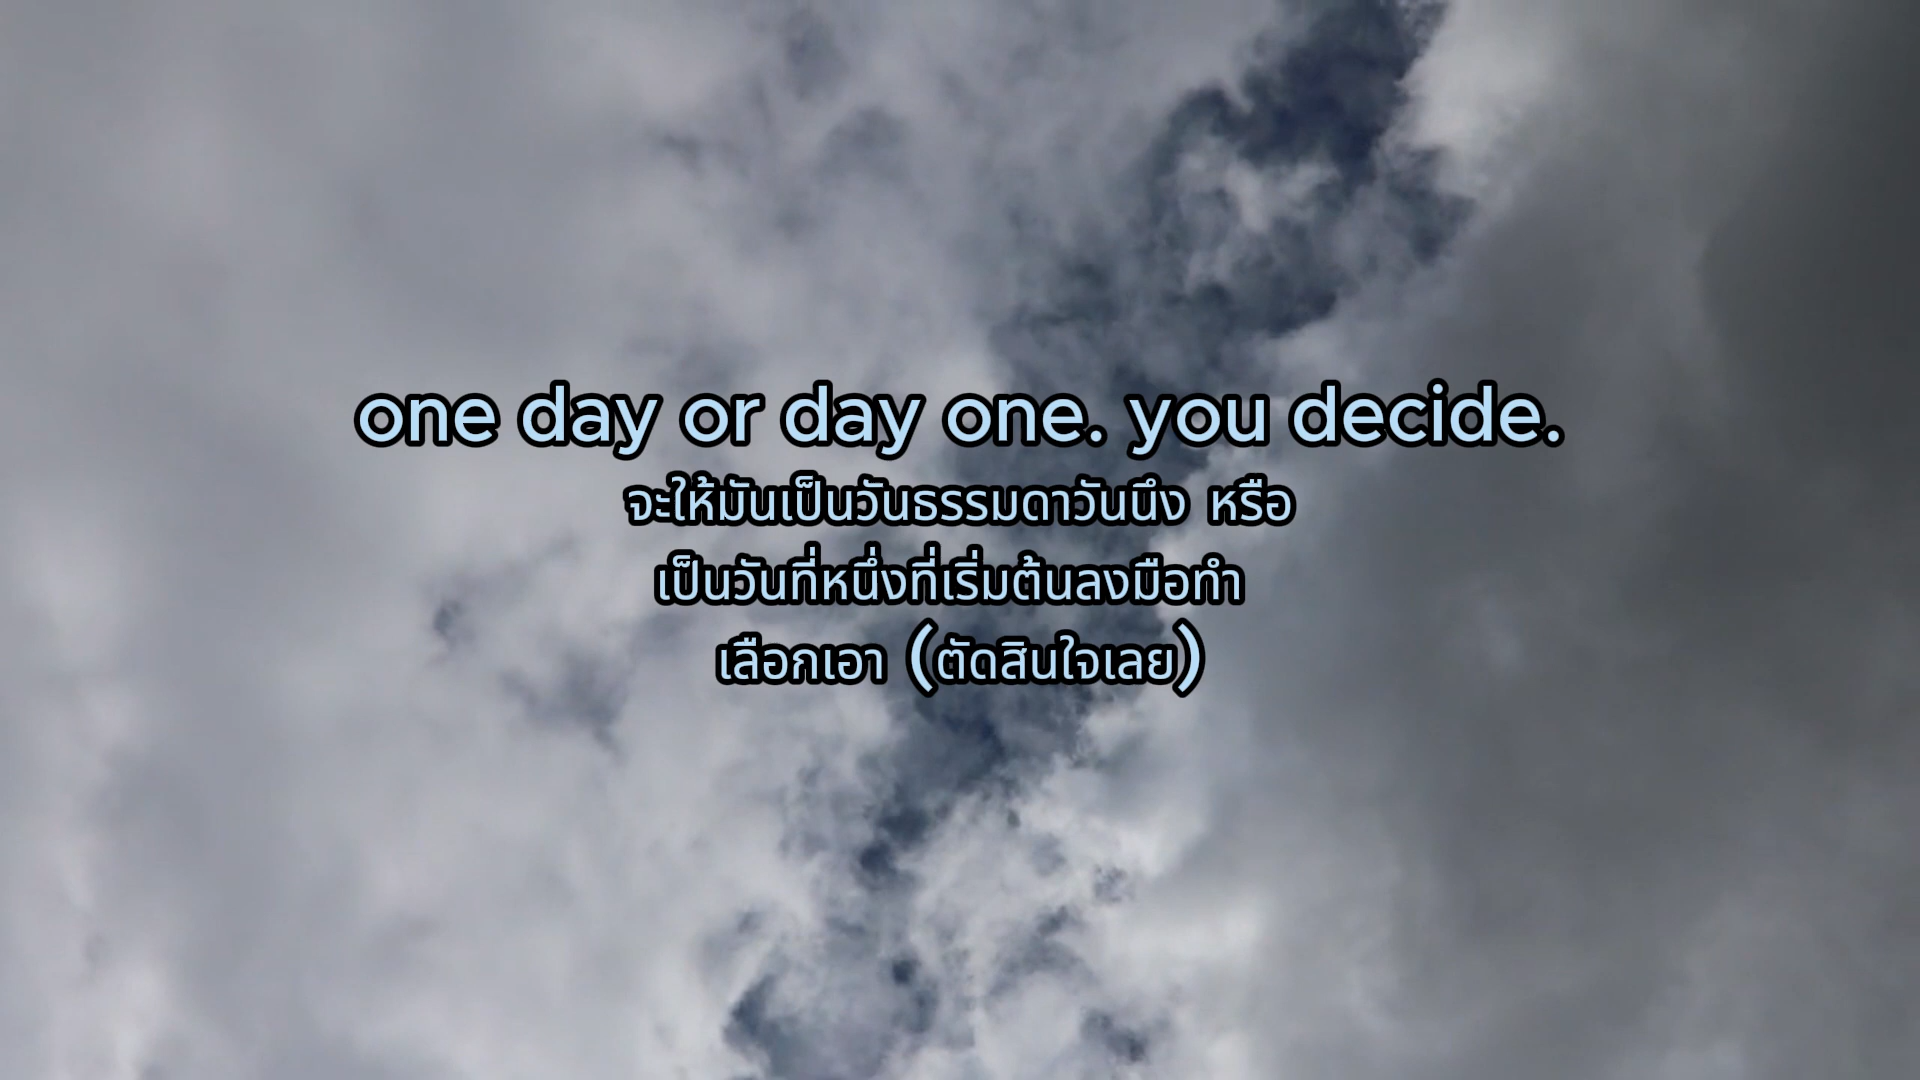 one day or day one. you decide.
จะให้มันเป็นวันธรรมดาวันนึง หรือ
เป็นวันที่หนึ่งที่เริ่มต้นลงมือทำ
เลือกเอา (ตัดสินใจเลย)